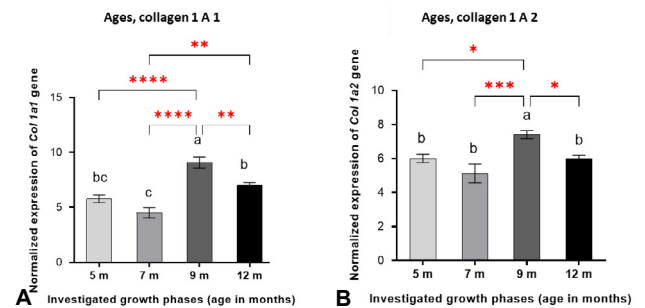 Ages, collagen 1 A 1
Normalized expression of Col 1a1 gene
15
10
5
0
**
****
****
**
bc
c
a
b
5 m
7 m
9 m
12 m
Investigated growth phases (age in months)
A
Ages, collagen 1 A 2
Normalized expression of Col 1a2 gene
10
8
6
4
2
0
*
***
*
b
b
a
b
5 m
7 m
9 m
12 m
Investigated growth phases (age in months)
B